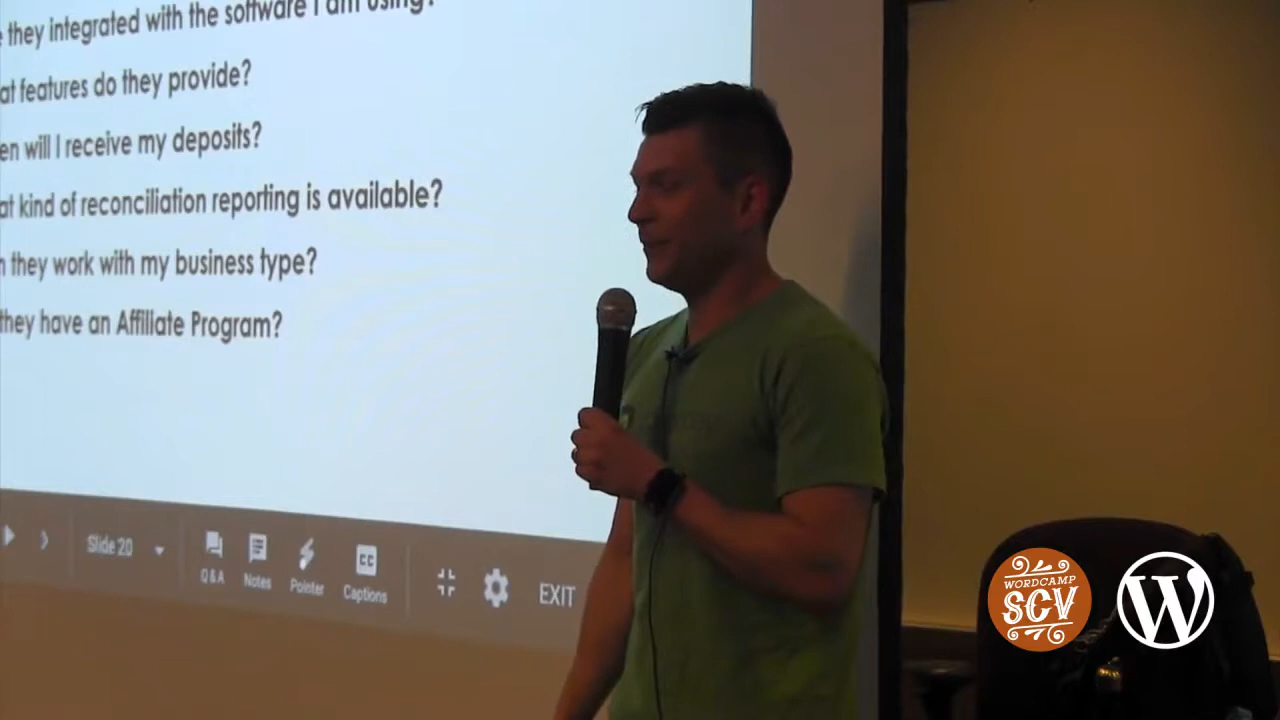 they integrated with the software I am using?
at features do they provide?
en will I receive my deposits?
at kind of reconciliation reporting is available?
they work with my business type?
they have an Affiliate Program?
Slide 20
Q&A
Notes
Pointer
CC
Captions
EXIT
WORDCAMP
SCV
W